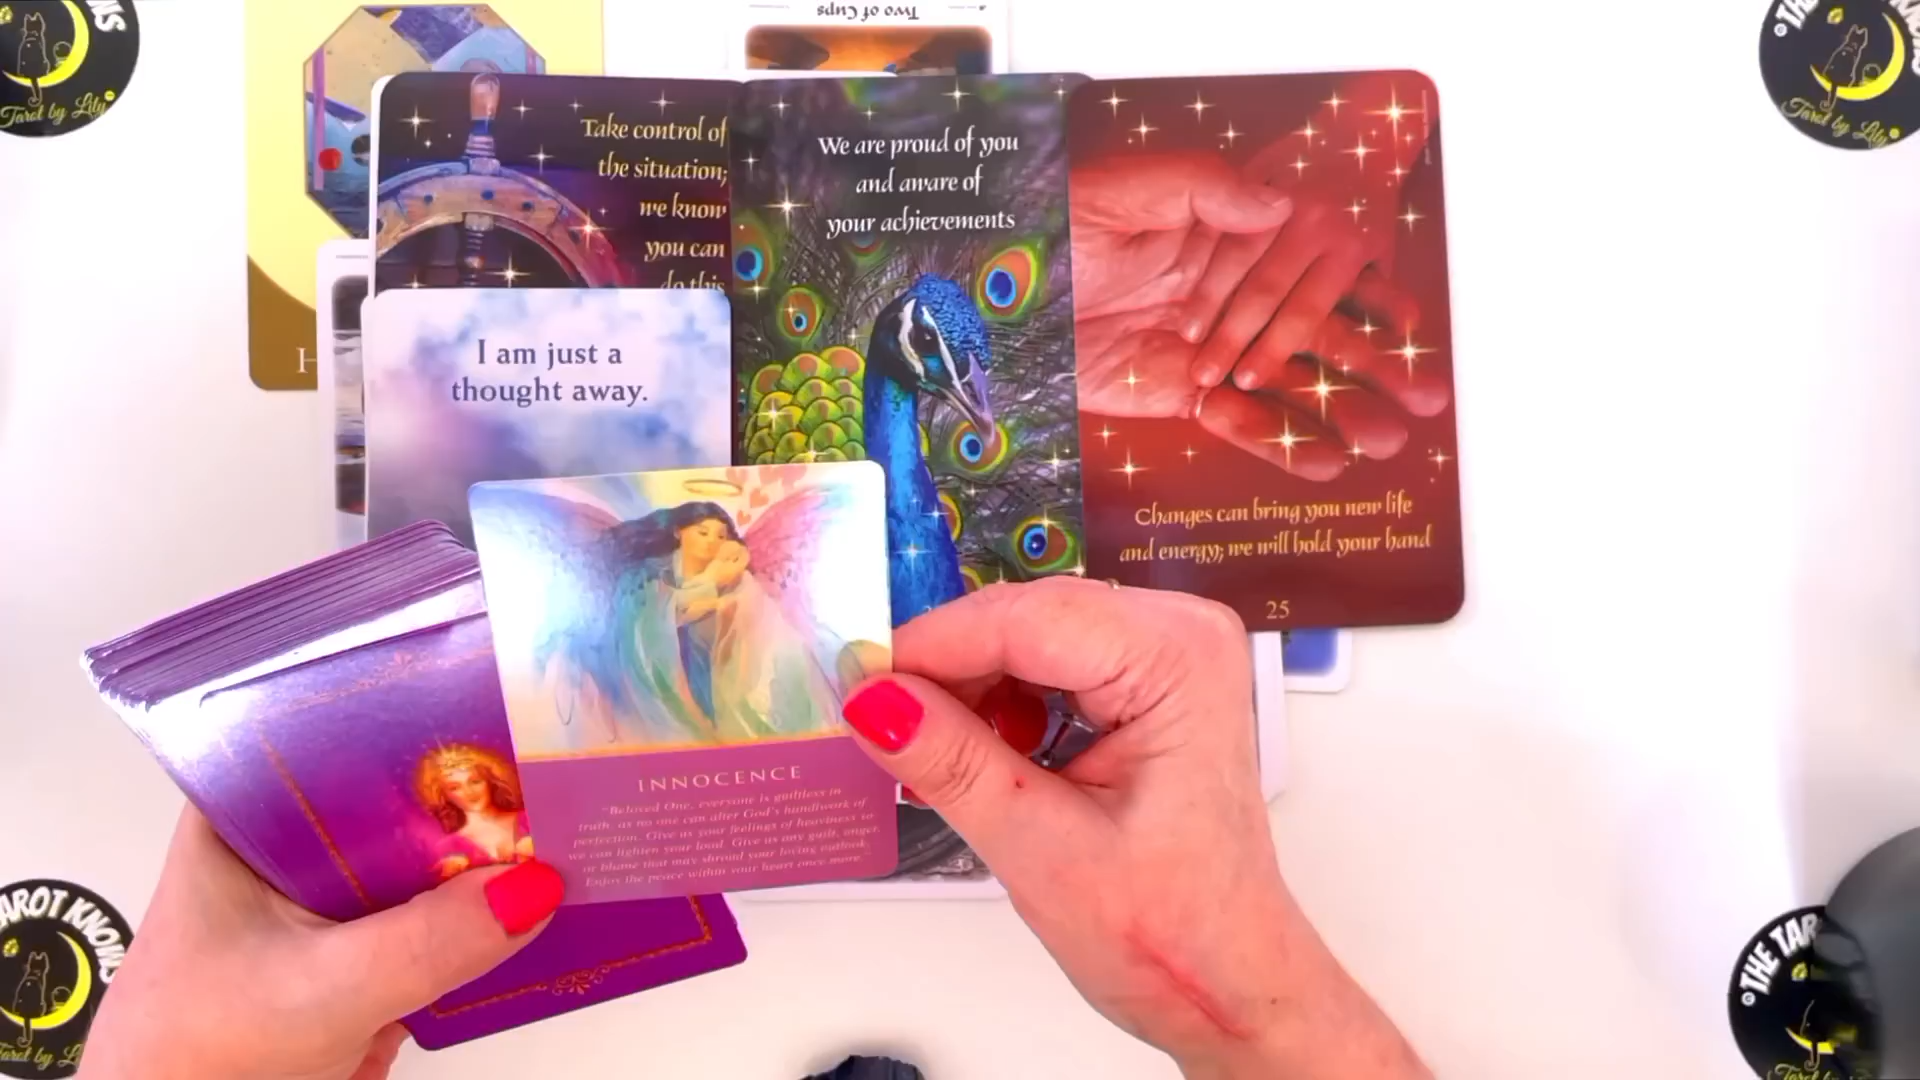 Two of Cups
Take control of
the situation;
we know
you can
do this
We are proud of you
and aware of
your achievements
I am just a
thought away.
Changes can bring you new life
and energy; we will hold your hand
25
INNOCENCE
"Beloved One, everyone is guiltless in
truth, as no one can alter God's handiwork of
perfection. Give us your feelings of heaviness so
we can lighten your load. Give us any guilt, anger,
or blame that may shroud your loving outlook.
Enjoy the peace within your heart once more."
H
Tarot by Lily
Tarot by Lily
TAROT KNOWS
Tarot by L
THE TAR